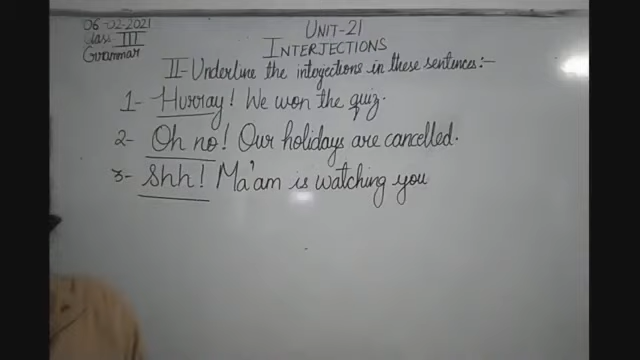 06-02-2021
Class III
Grammar
UNIT-21
INTERJECTIONS
II- Underline the interjections in these sentences:-
1- Hurray! We won the quiz.
2- Oh no! Our holidays are cancelled.
3- Shh! Ma'am is watching you